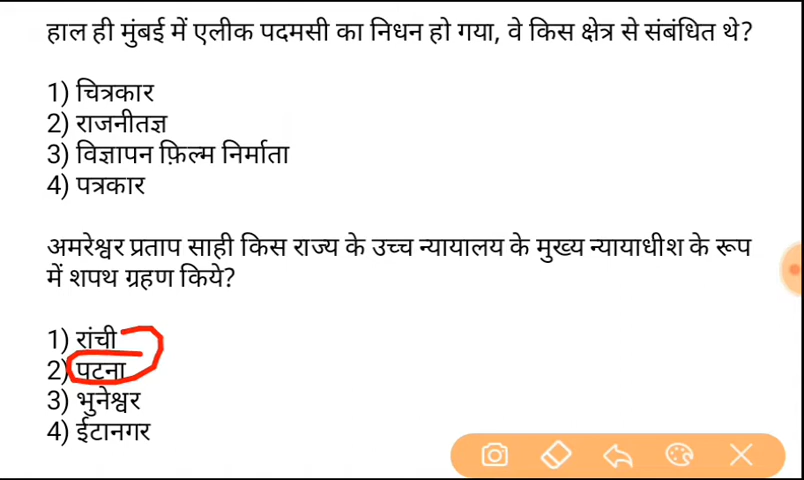 हाल ही मुंबई में एलीक पदमसी का निधन हो गया, वे किस क्षेत्र से संबंधित थे?
1) चित्रकार
2) राजनीतज्ञ
3) विज्ञापन फ़िल्म निर्माता
4) पत्रकार
अमरेश्वर प्रताप साही किस राज्य के उच्च न्यायालय के मुख्य न्यायाधीश के रूप
में शपथ ग्रहण किये?
1) रांची
2) पटना
3) भुनेश्वर
4) ईटानगर